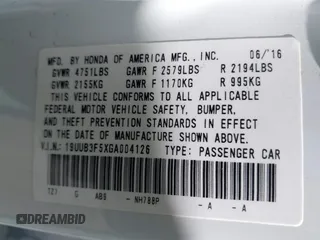 MFD. BY HONDA OF AMERICA MFG., INC. 06/'16
GVWR 4751LBS GAWR F 2579LBS R 2194LBS
GVWR 2155KG GAWR F 1170KG R 995KG
THIS VEHICLE CONFORMS TO ALL APPLICABLE
FEDERAL MOTOR VEHICLE SAFETY, BUMPER,
AND THEFT PREVENTION STANDARDS IN EFFECT
ON THE DATE OF MANUFACTURE SHOWN ABOVE.
V.I.N.: 19UUB3F5XGA004126 TYPE: PASSENGER CAR
G AB8 - NH788P - A - A
DREAMBID